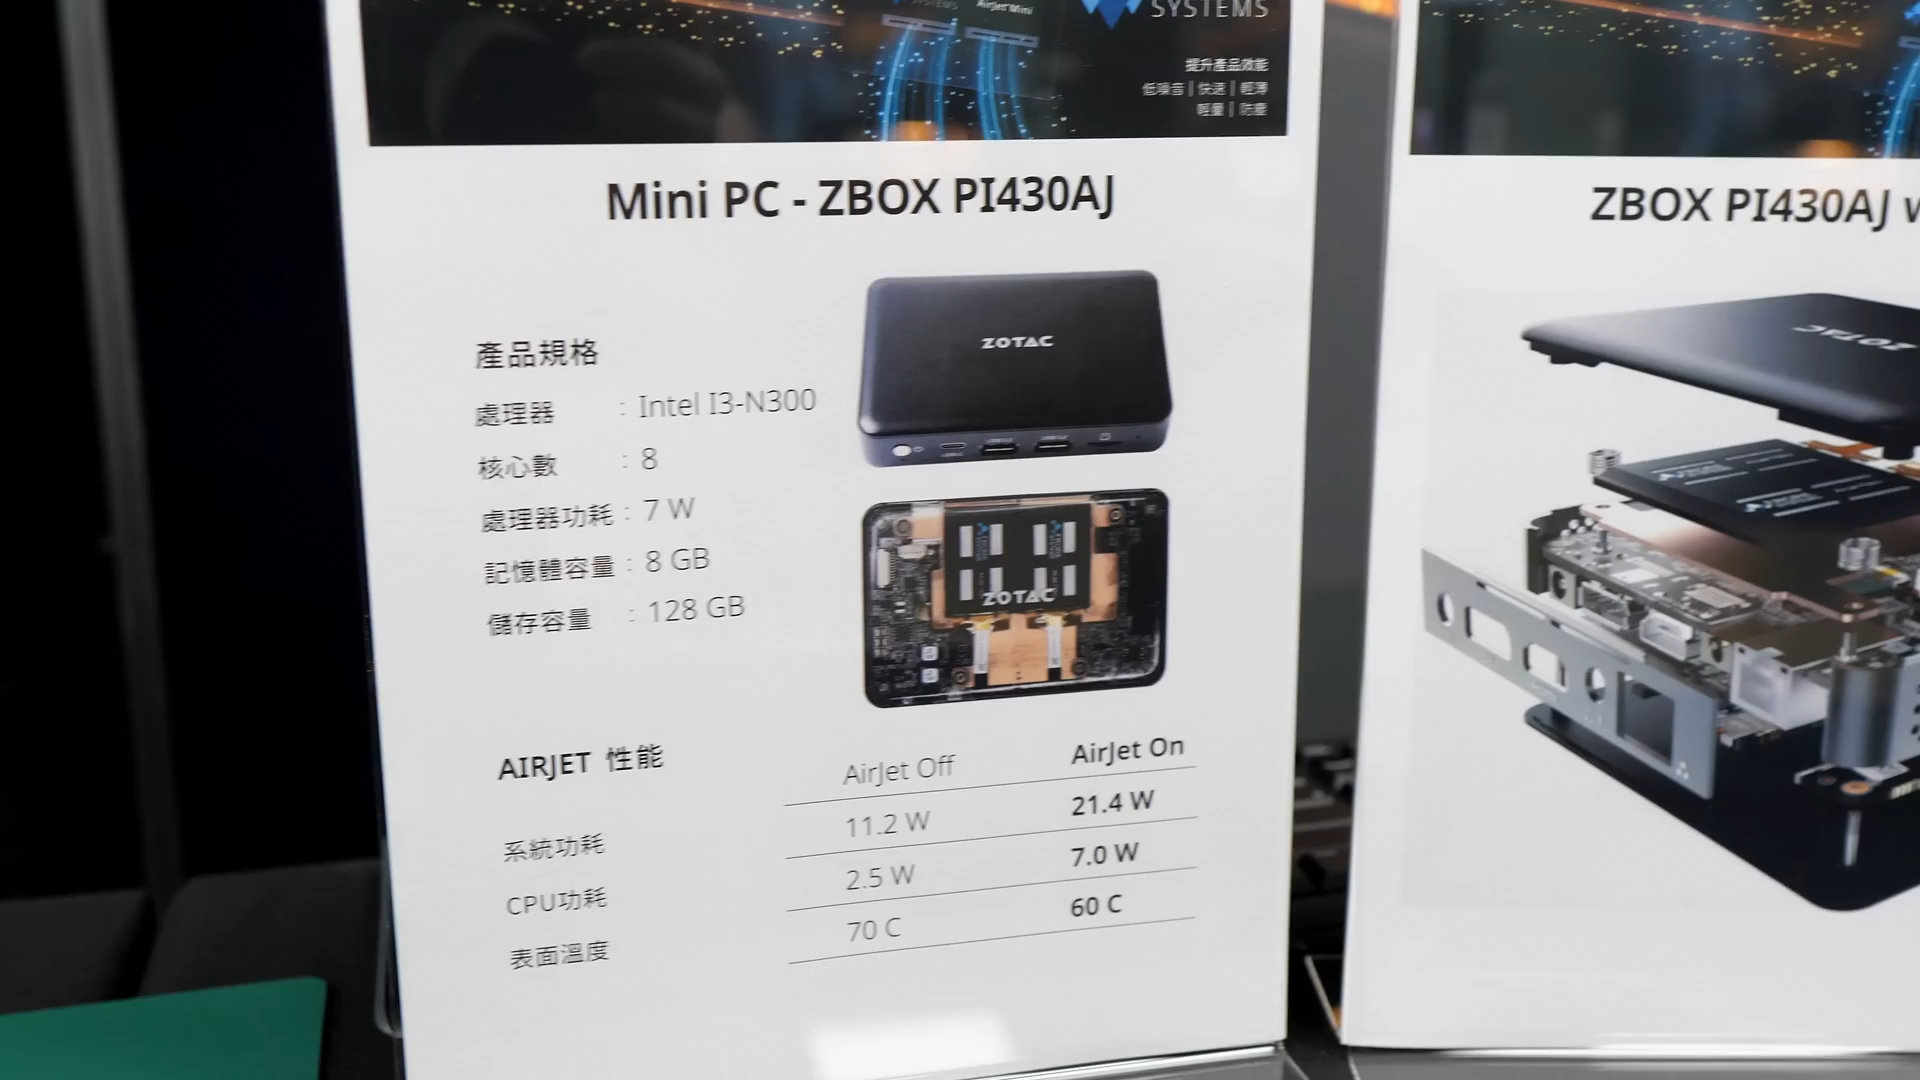 AirJet Mini
SYSTEMS
提升產品效能
低噪音 | 快速 | 輕薄
輕量 | 防塵
Mini PC - ZBOX PI430AJ
產品規格
處理器 : Intel I3-N300
核心數 : 8
處理器功耗 : 7 W
記憶體容量 : 8 GB
儲存容量 : 128 GB
ZOTAC
ZOTAC
AIRJET 性能
AirJet Off AirJet On
系統功耗 11.2 W 21.4 W
CPU功耗 2.5 W 7.0 W
表面溫度 70 C 60 C
ZBOX PI430AJ
ZOTAC